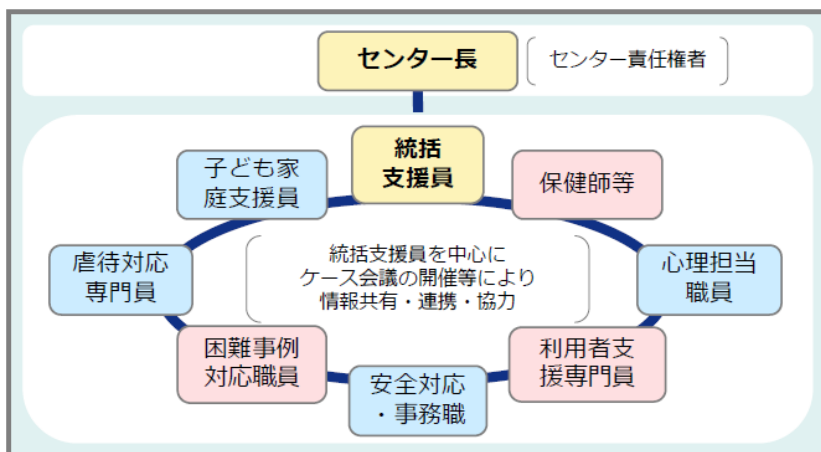 センター長
センター責任権者
統括
支援員
子ども家
庭支援員
保健師等
虐待対応
専門員
統括支援員を中心に
ケース会議の開催等により
情報共有・連携・協力
心理担当
職員
困難事例
対応職員
利用者支
援専門員
安全対応
・事務職